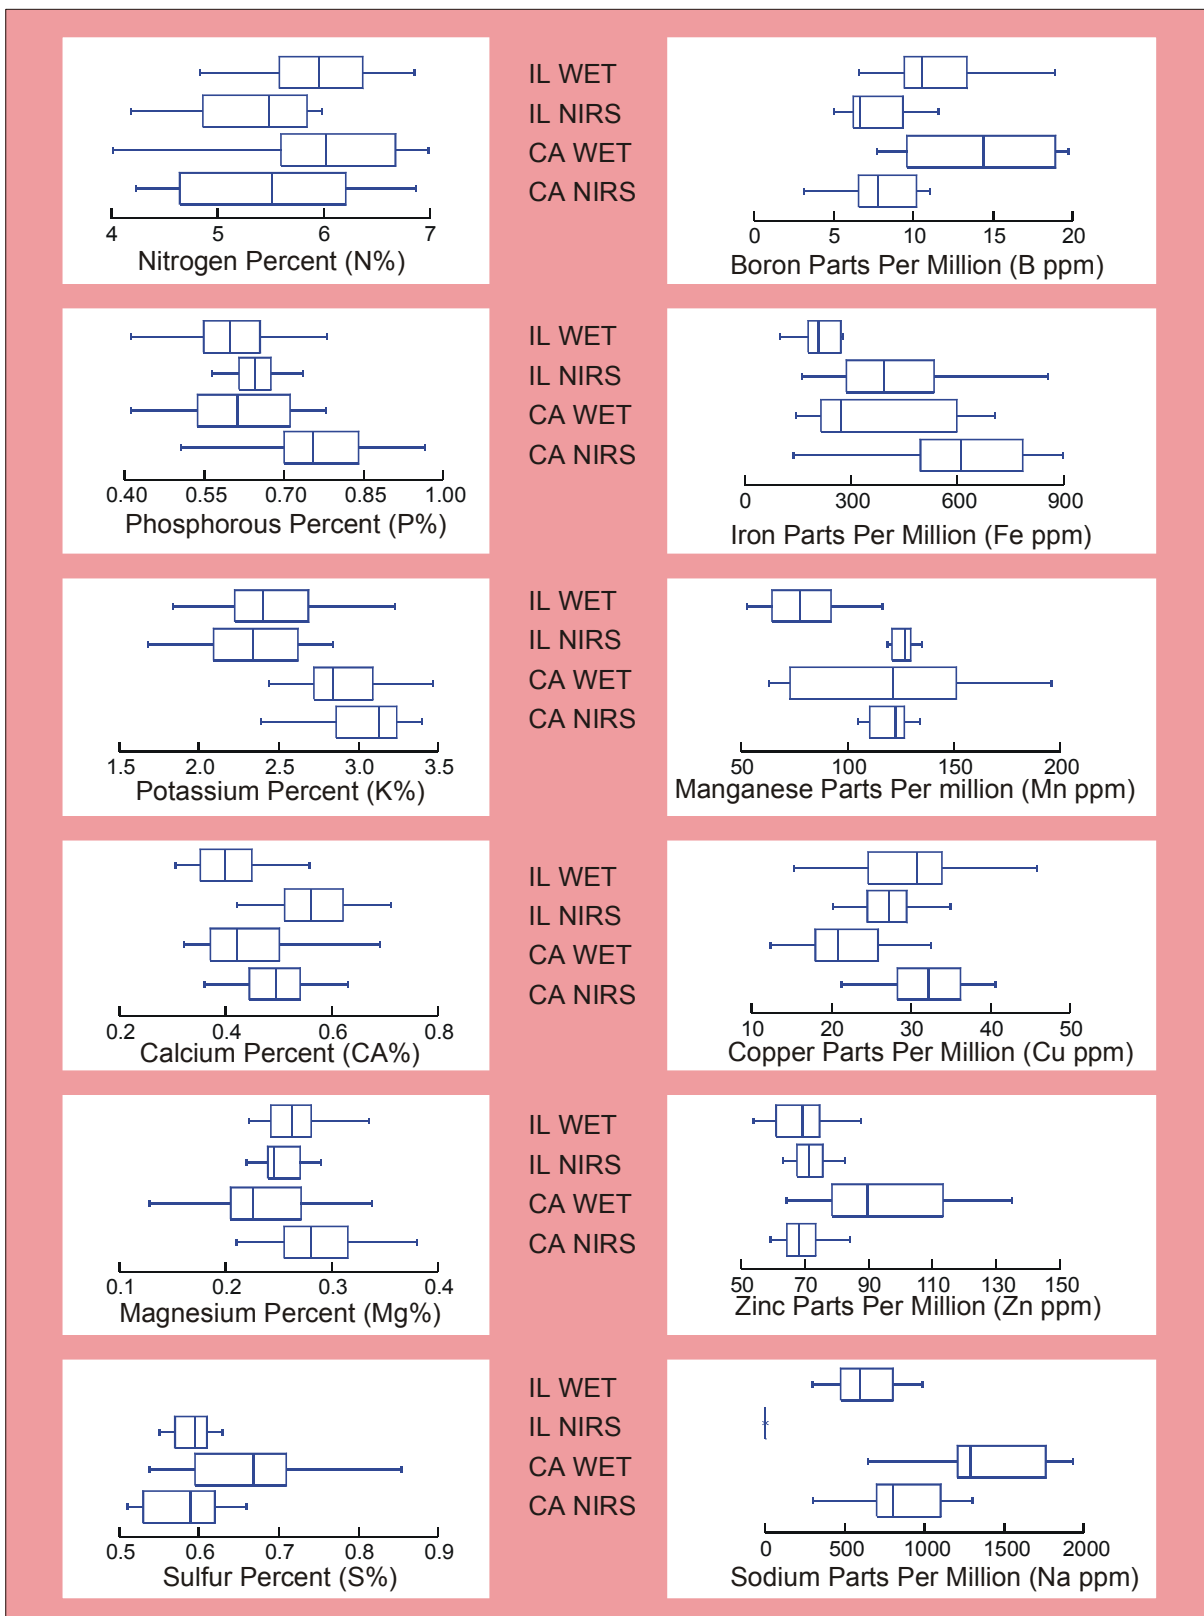 IL WET
IL NIRS
CA WET
CA NIRS
4 5 6 7
Nitrogen Percent (N%)
0 5 10 15 20
Boron Parts Per Million (B ppm)
IL WET
IL NIRS
CA WET
CA NIRS
0.40 0.55 0.70 0.85 1.00
Phosphorous Percent (P%)
0 300 600 900
Iron Parts Per Million (Fe ppm)
IL WET
IL NIRS
CA WET
CA NIRS
1.5 2.0 2.5 3.0 3.5
Potassium Percent (K%)
50 100 150 200
Manganese Parts Per million (Mn ppm)
IL WET
IL NIRS
CA WET
CA NIRS
0.2 0.4 0.6 0.8
Calcium Percent (CA%)
10 20 30 40 50
Copper Parts Per Million (Cu ppm)
IL WET
IL NIRS
CA WET
CA NIRS
0.1 0.2 0.3 0.4
Magnesium Percent (Mg%)
50 70 90 110 130 150
Zinc Parts Per Million (Zn ppm)
IL WET
IL NIRS
CA WET
CA NIRS
0.5 0.6 0.7 0.8 0.9
Sulfur Percent (S%)
0 500 1000 1500 2000
Sodium Parts Per Million (Na ppm)